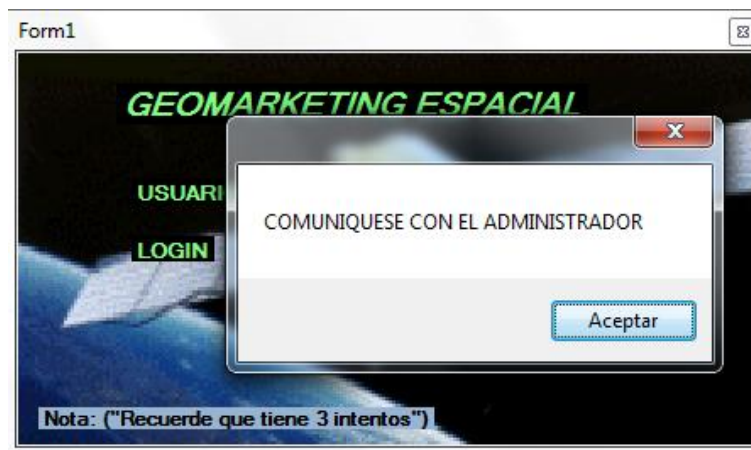 Form1
GEOMARKETING ESPACIAL
USUARI
COMUNIQUESE CON EL ADMINISTRADOR
LOGIN
Aceptar
Nota: ("Recuerde que tiene 3 intentos")